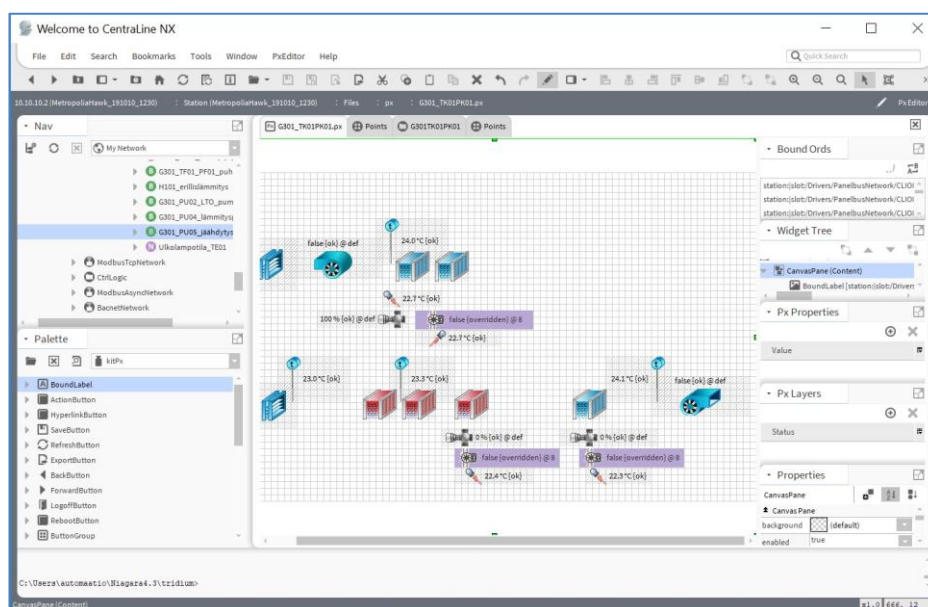 Welcome to CentraLine NX
File Edit Search Bookmarks Tools Window PxEditor Help
Quick Search
10.10.10.2 (MetropoliaHawk_191010_1230) : Station (MetropoliaHawk_191010_1230) : Files : px : G301_TK01PK01.px PxEditor
Nav
My Network
G301_TF01_PF01_puh
H101_erillislämmitys
G301_PU02_LTO_pum
G301_PU04_lämmitys
G301_PU05_jäähdytys
Ulkolampotila_TE01
ModbusTcpNetwork
CtrlLogic
ModbusAsyncNetwork
BacnetNetwork
Palette
kitPx
BoundLabel
ActionButton
HyperlinkButton
SaveButton
RefreshButton
ExportButton
BackButton
ForwardButton
LogoffButton
RebootButton
ButtonGroup
G301_TK01PK01.px Points G301TK01PK01 Points
false {ok} @ def 24.0 °C {ok}
22.7 °C {ok}
100 % {ok} @ def false {overridden} @ 8
22.7 °C {ok}
23.0 °C {ok} 23.3 °C {ok} 24.1 °C {ok} false {ok} @ def
0 % {ok} @ def 0 % {ok} @ def
false {overridden} @ 8 false {overridden} @ 8
22.4 °C {ok} 22.3 °C {ok}
Bound Ords
station:|slot:/Drivers/PanelbusNetwork/CLIOI
station:|slot:/Drivers/PanelbusNetwork/CLIOI
station:|slot:/Drivers/PanelbusNetwork/CLIOI
Widget Tree
CanvasPane (Content)
BoundLabel [station:|slot:/Driver
Px Properties
Value
Px Layers
Status
Properties
CanvasPane
Canvas Pane
background (default)
enabled true
C:\Users\automaatio\Niagara4.3\tridium>
CanvasPane (Content) x1.0 666, 12